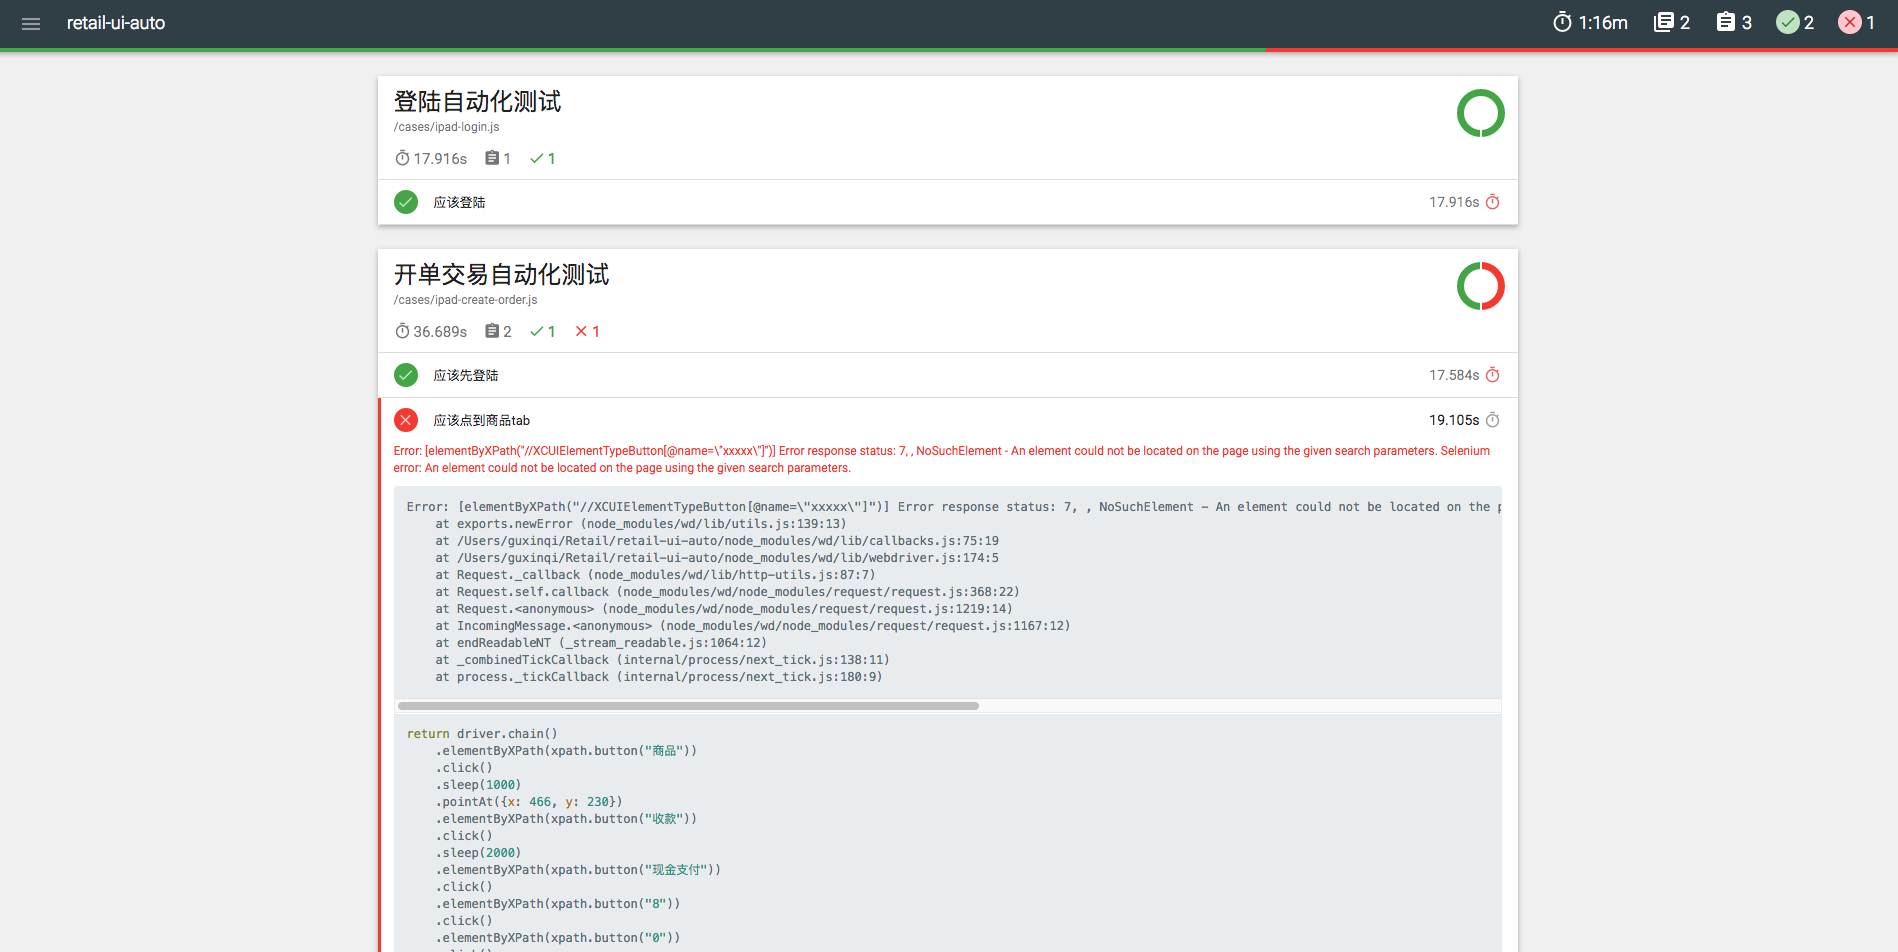 retail-ui-auto
1:16m 2 3 2 1
登陆自动化测试
/cases/ipad-login.js
17.916s 1 1
应该登陆 17.916s
开单交易自动化测试
/cases/ipad-create-order.js
36.689s 2 1 1
应该先登陆 17.584s
应该点到商品tab 19.105s
Error: [elementByXPath("//XCUIElementTypeButton[@name=\"xxxxx\"]")] Error response status: 7, , NoSuchElement - An element could not be located on the page using the given search parameters. Selenium
error: An element could not be located on the page using the given search parameters.
Error: [elementByXPath("//XCUIElementTypeButton[@name=\"xxxxx\"]")] Error response status: 7, , NoSuchElement – An element could not be located on the
at exports.newError (node_modules/wd/lib/utils.js:139:13)
at /Users/guxinqi/Retail/retail-ui-auto/node_modules/wd/lib/callbacks.js:75:19
at /Users/guxinqi/Retail/retail-ui-auto/node_modules/wd/lib/webdriver.js:174:5
at Request._callback (node_modules/wd/lib/http-utils.js:87:7)
at Request.self.callback (node_modules/wd/node_modules/request/request.js:368:22)
at Request.<anonymous> (node_modules/wd/node_modules/request/request.js:1219:14)
at IncomingMessage.<anonymous> (node_modules/wd/node_modules/request/request.js:1167:12)
at endReadableNT (_stream_readable.js:1064:12)
at _combinedTickCallback (internal/process/next_tick.js:138:11)
at process._tickCallback (internal/process/next_tick.js:180:9)
return driver.chain()
.elementByXPath(xpath.button("商品"))
.click()
.sleep(1000)
.pointAt({x: 466, y: 230})
.elementByXPath(xpath.button("收款"))
.click()
.sleep(2000)
.elementByXPath(xpath.button("现金支付"))
.click()
.elementByXPath(xpath.button("8"))
.click()
.elementByXPath(xpath.button("0"))